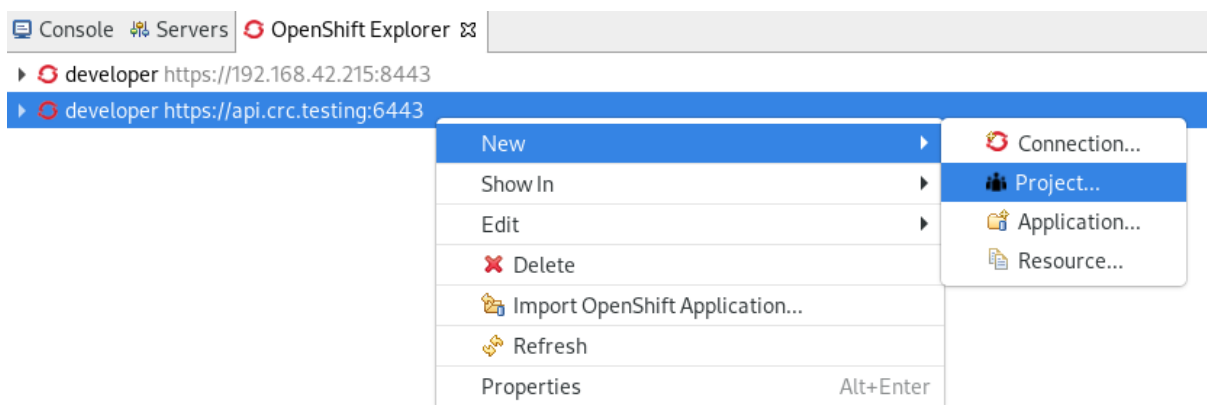 Console Servers OpenShift Explorer
developer https://192.168.42.215:8443
developer https://api.crc.testing:6443
New
Connection...
Show In
Project...
Edit
Application...
Delete
Resource...
Import OpenShift Application...
Refresh
Properties Alt+Enter